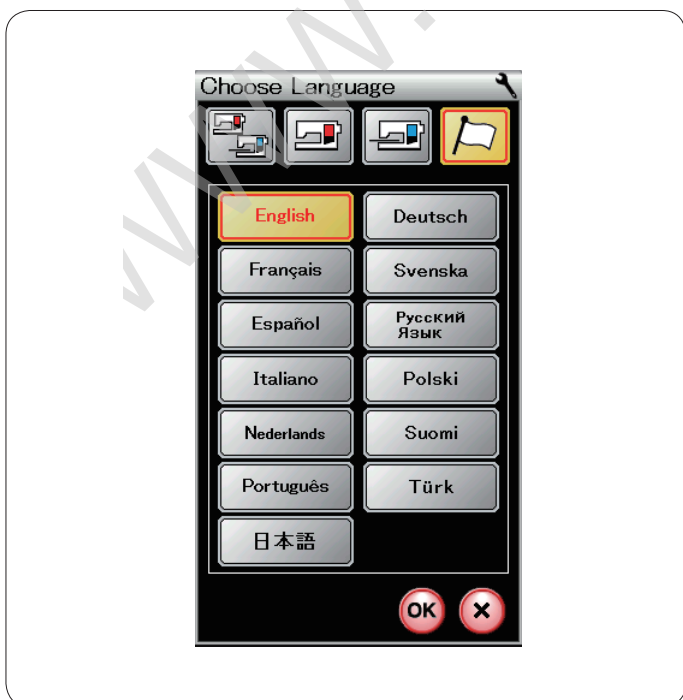 Choose Language
English
Deutsch
Français
Svenska
Español
Русский
Язык
Italiano
Polski
Nederlands
Suomi
Português
Türk
日本語
OK
www.